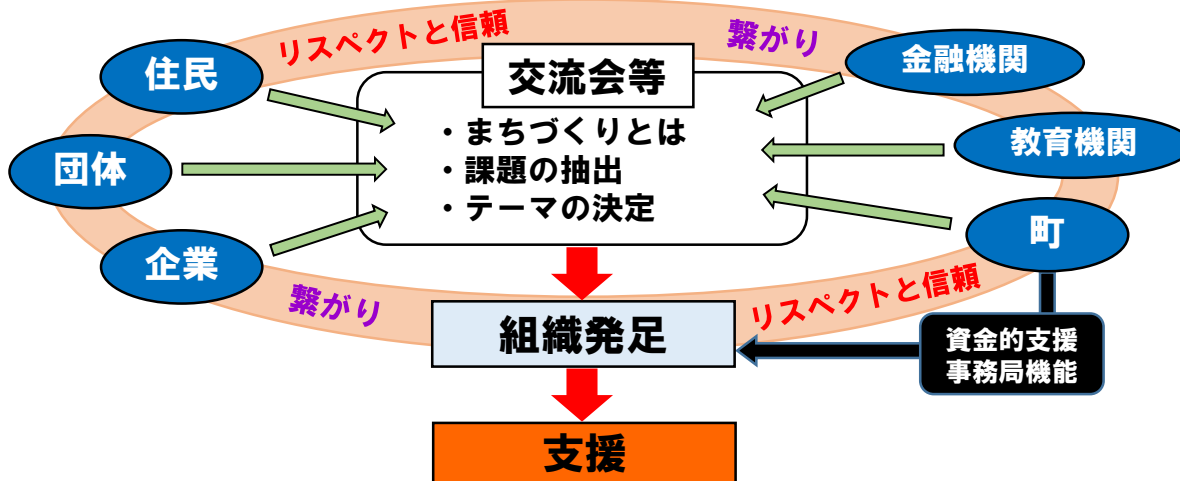 リスペクトと信頼
繋がり
住民
金融機関
交流会等
・まちづくりとは
・課題の抽出
・テーマの決定
団体
教育機関
企業
町
繋がり
リスペクトと信頼
組織発足
資金的支援
事務局機能
支援